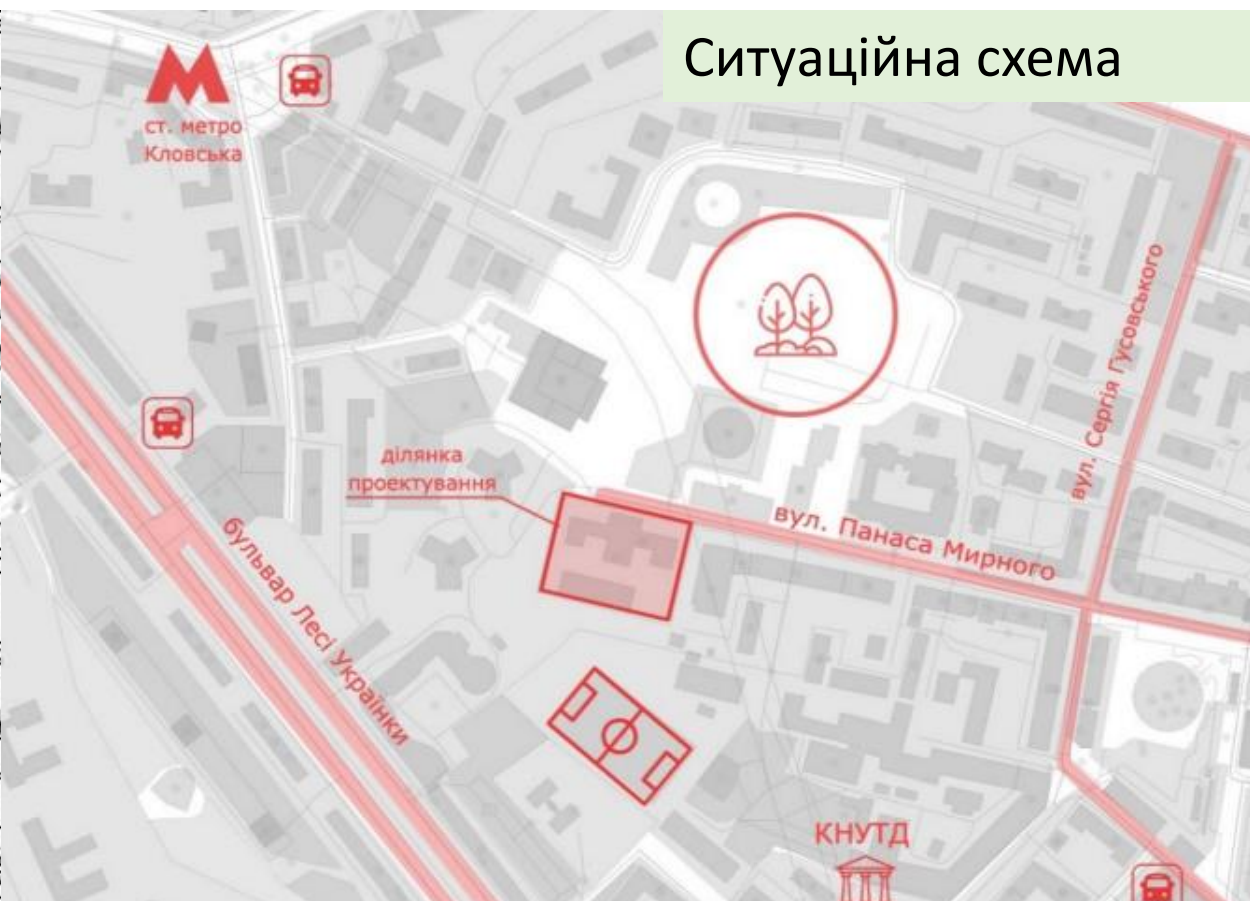 Ситуаційна схема
ст. метро
Кловська
вул. Сергія Гусовського
ділянка
проектування
вул. Панаса Мирного
бульвар Лесі Українки
КНУТД